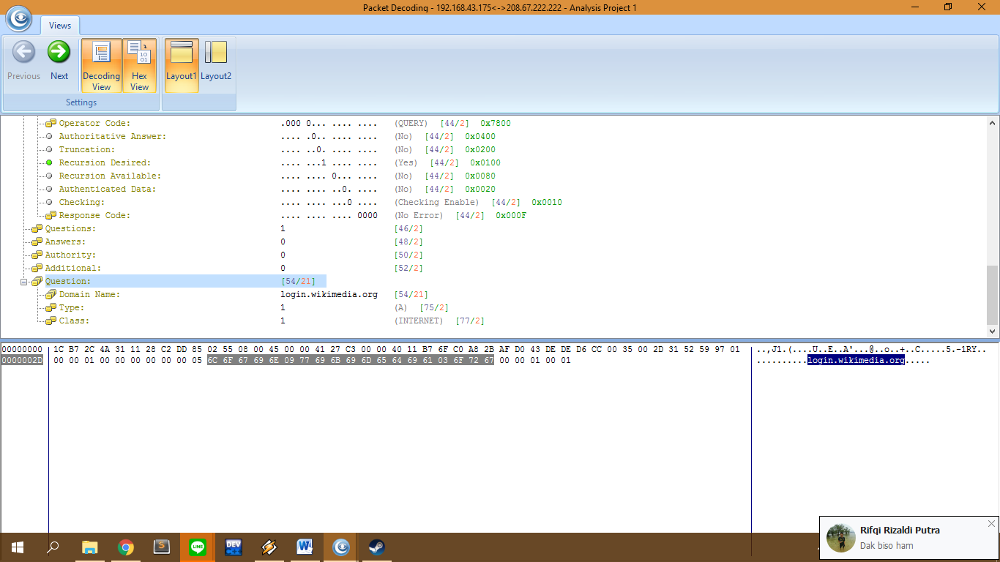 Packet Decoding - 192.168.43.175<->208.67.222.222 - Analysis Project 1
Views
Previous Next Decoding View Hex View Layout1 Layout2
Settings
Operator Code: .000 0... .... .... (QUERY) [44/2] 0x7800
Authoritative Answer: .... .0.. .... .... (No) [44/2] 0x0400
Truncation: .... ..0. .... .... (No) [44/2] 0x0200
Recursion Desired: .... ...1 .... .... (Yes) [44/2] 0x0100
Recursion Available: .... .... 0... .... (No) [44/2] 0x0080
Authenticated Data: .... .... ..0. .... (No) [44/2] 0x0020
Checking: .... .... ...0 .... (Checking Enable) [44/2] 0x0010
Response Code: .... .... .... 0000 (No Error) [44/2] 0x000F
Questions: 1 [46/2]
Answers: 0 [48/2]
Authority: 0 [50/2]
Additional: 0 [52/2]
Question: [54/21]
Domain Name: login.wikimedia.org [54/21]
Type: 1 (A) [75/2]
Class: 1 (INTERNET) [77/2]
00000000 1C B7 2C 4A 31 11 28 C2 DD 85 02 55 08 00 45 00 00 41 27 C3 00 00 40 11 B7 6F C0 A8 2B AF D0 43 DE DE D6 CC 00 35 00 2D 31 52 59 97 01 ..,J1.(....U..E..A'...@..o..+..C.....5.-1RY..
0000002D 00 00 01 00 00 00 00 00 00 05 6C 6F 67 69 6E 09 77 69 6B 69 6D 65 64 69 61 03 6F 72 67 00 00 01 00 01 ..........login.wikimedia.org.....
Rifqi Rizaldi Putra
Dak biso ham
S
LINE
DEV
C++
W